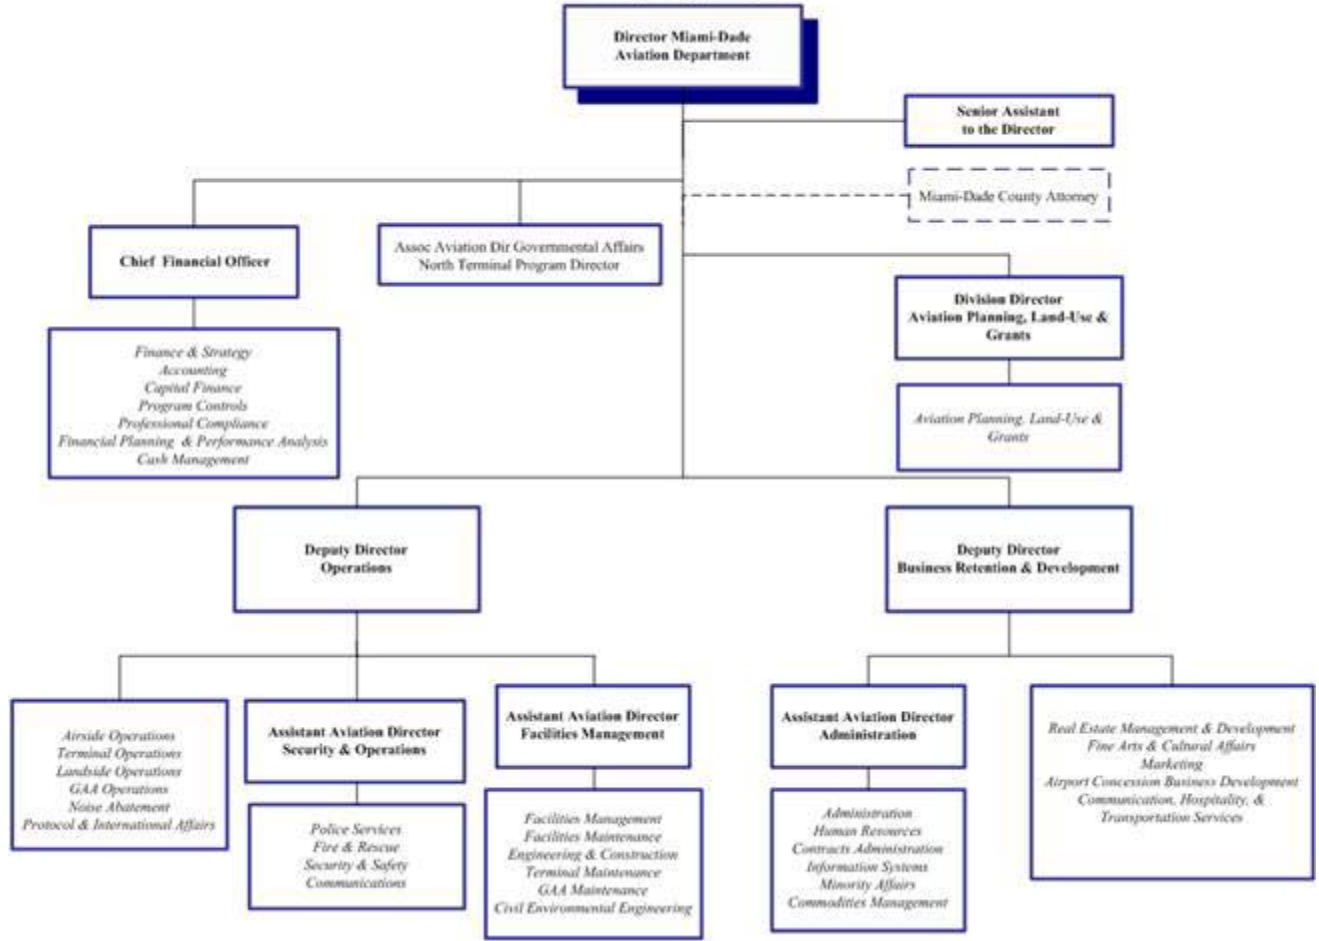 Director Miami-Dade
Aviation Department
Senior Assistant
to the Director
Miami-Dade County Attorney
Chief Financial Officer
Assoc Aviation Dir Governmental Affairs
North Terminal Program Director
Division Director
Aviation Planning, Land-Use &
Grants
Finance & Strategy
Accounting
Capital Finance
Program Controls
Professional Compliance
Financial Planning & Performance Analysis
Cash Management
Aviation Planning, Land-Use &
Grants
Deputy Director
Operations
Deputy Director
Business Retention & Development
Airside Operations
Terminal Operations
Landside Operations
GAA Operations
Noise Abatement
Protocol & International Affairs
Assistant Aviation Director
Security & Operations
Police Services
Fire & Rescue
Security & Safety
Communications
Assistant Aviation Director
Facilities Management
Facilities Management
Facilities Maintenance
Engineering & Construction
Terminal Maintenance
GAA Maintenance
Civil Environmental Engineering
Assistant Aviation Director
Administration
Administration
Human Resources
Contracts Administration
Information Systems
Minority Affairs
Commodities Management
Real Estate Management & Development
Fine Arts & Cultural Affairs
Marketing
Airport Concession Business Development
Communication, Hospitality, &
Transportation Services